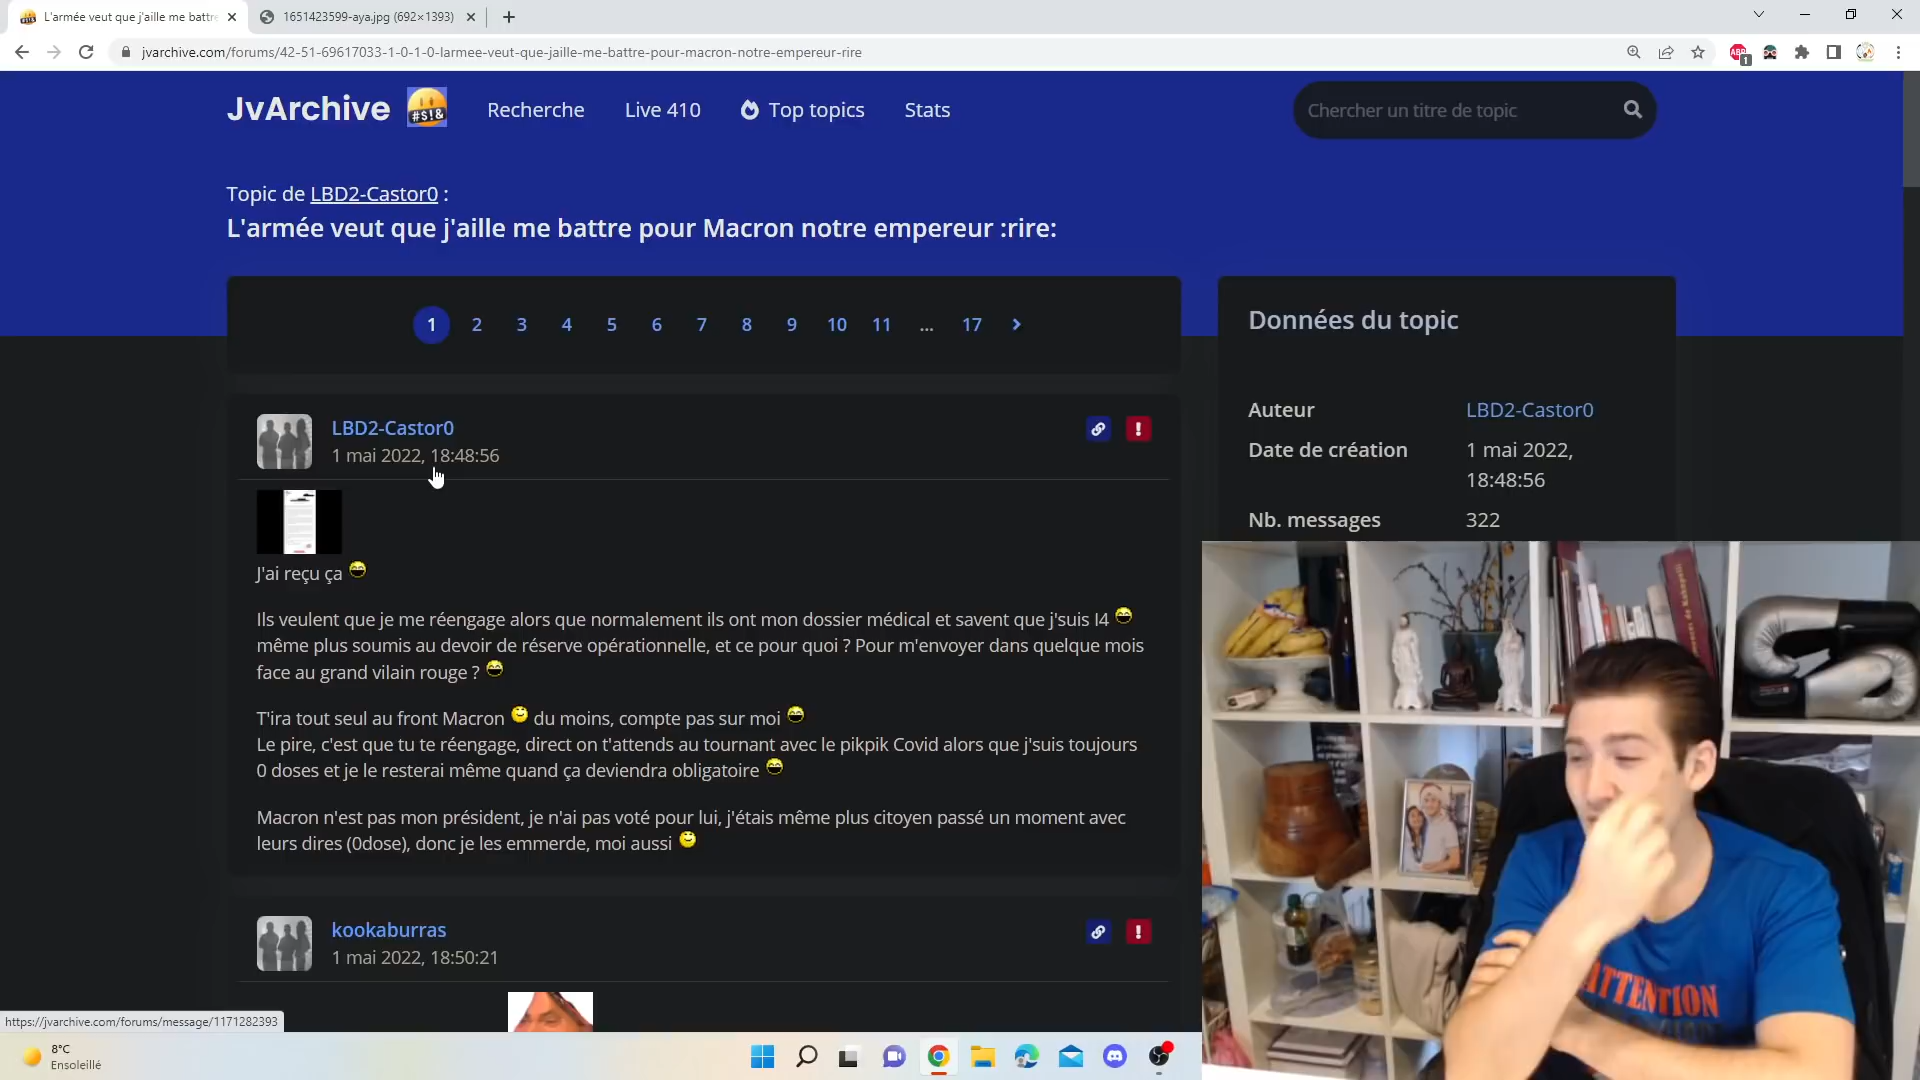 L'armée veut que j'aille me battre
1651423599-aya.jpg (692×1393)
jvarchive.com/forums/42-51-69617033-1-0-1-0-larmee-veut-que-jaille-me-battre-pour-macron-notre-empereur-rire
ABP
1
JvArchive
#$!&
Recherche
Live 410
Top topics
Stats
Chercher un titre de topic
Topic de LBD2-Castor0 :
L'armée veut que j'aille me battre pour Macron notre empereur :rire:
1 2 3 4 5 6 7 8 9 10 11 ... 17
Données du topic
Auteur LBD2-Castor0
Date de création 1 mai 2022,
18:48:56
Nb. messages 322
LBD2-Castor0
1 mai 2022, 18:48:56
J'ai reçu ça
Ils veulent que je me réengage alors que normalement ils ont mon dossier médical et savent que j'suis I4
même plus soumis au devoir de réserve opérationnelle, et ce pour quoi ? Pour m'envoyer dans quelque mois
face au grand vilain rouge ?
T'ira tout seul au front Macron du moins, compte pas sur moi
Le pire, c'est que tu te réengage, direct on t'attends au tournant avec le pikpik Covid alors que j'suis toujours
0 doses et je le resterai même quand ça deviendra obligatoire
Macron n'est pas mon président, je n'ai pas voté pour lui, j'étais même plus citoyen passé un moment avec
leurs dires (0dose), donc je les emmerde, moi aussi
kookaburras
1 mai 2022, 18:50:21
ATTENTION
https://jvarchive.com/forums/message/1171282393
8°C
Ensoleillé